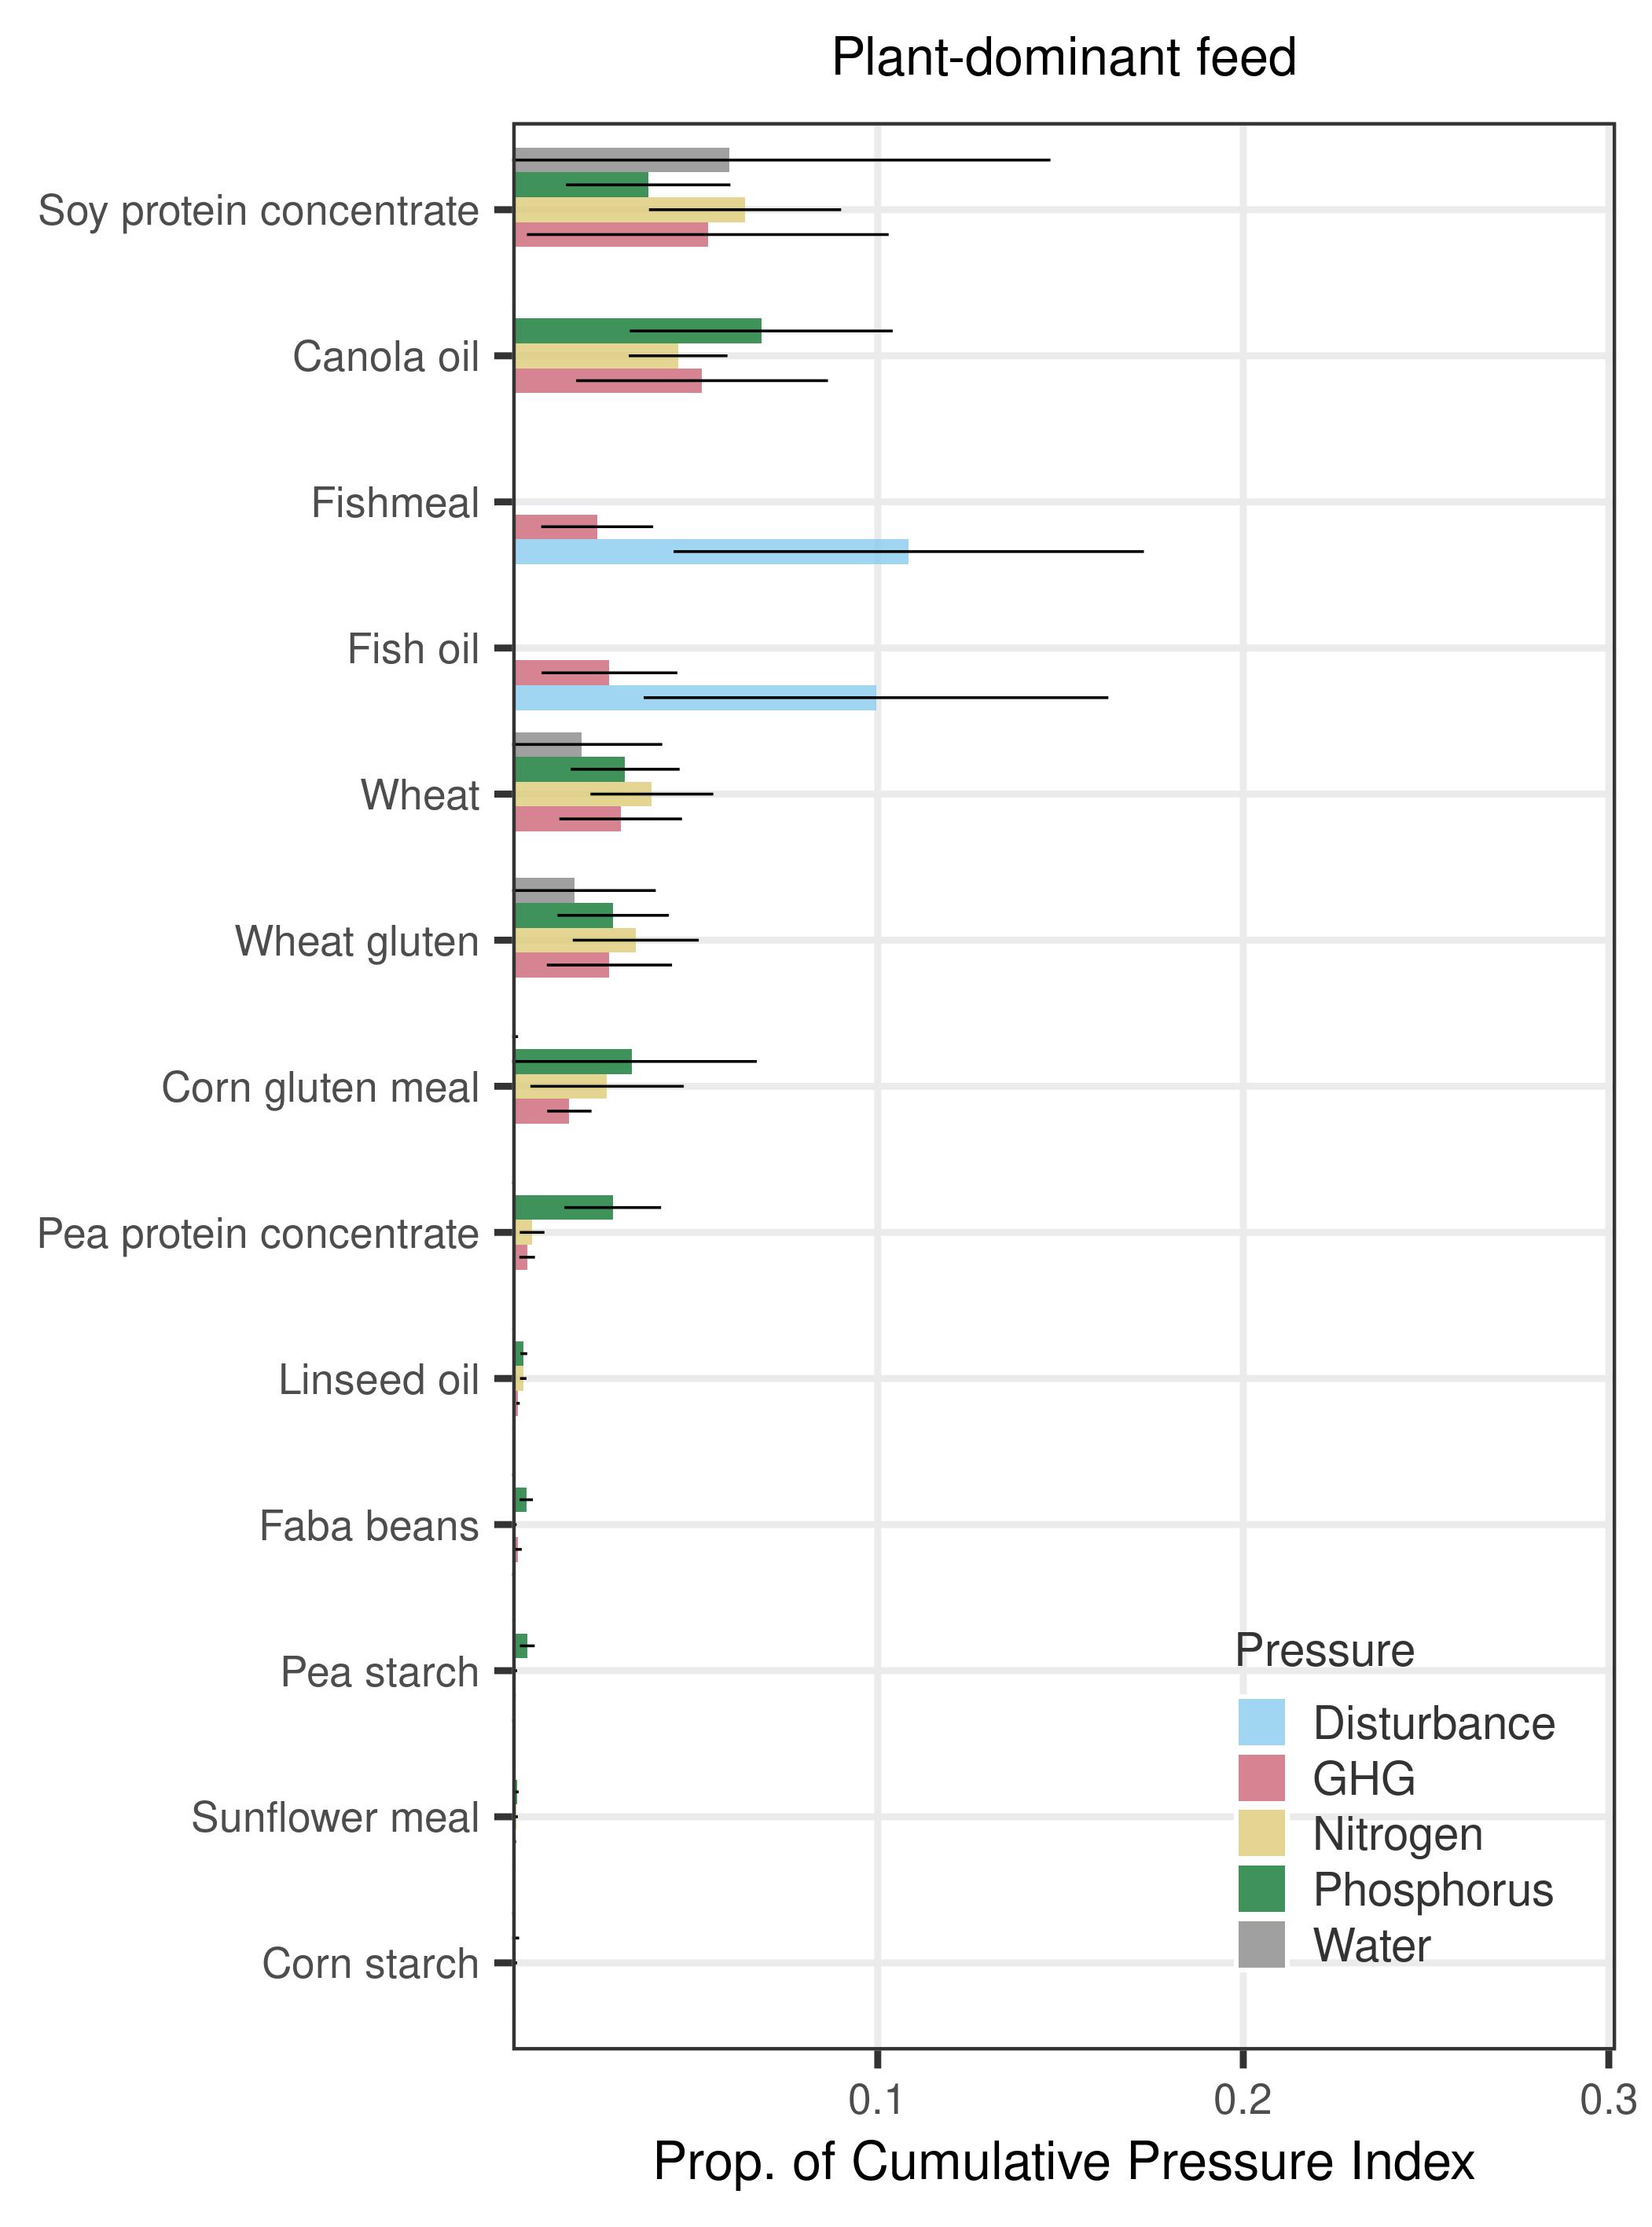 Plant-dominant feed
Soy protein concentrate
Canola oil
Fishmeal
Fish oil
Wheat
Wheat gluten
Corn gluten meal
Pea protein concentrate
Linseed oil
Faba beans
Pea starch
Sunflower meal
Corn starch
Pressure
Disturbance
GHG
Nitrogen
Phosphorus
Water
0.1 0.2 0.3
Prop. of Cumulative Pressure Index